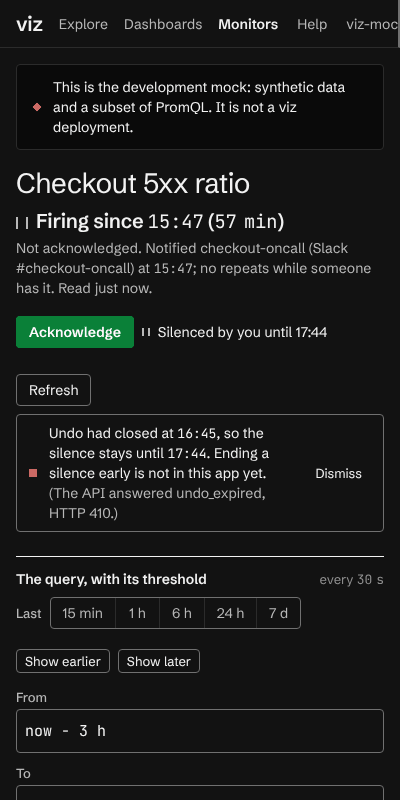 viz Explore Dashboards Monitors Help viz-moc
This is the development mock: synthetic data
and a subset of PromQL. It is not a viz
deployment.
Checkout 5xx ratio
Firing since 15:47 (57 min)
Not acknowledged. Notified checkout-oncall (Slack
#checkout-oncall) at 15:47; no repeats while someone
has it. Read just now.
Acknowledge Silenced by you until 17:44
Refresh
Undo had closed at 16:45, so the
silence stays until 17:44. Ending a
silence early is not in this app yet.
(The API answered undo_expired,
HTTP 410.)
Dismiss
The query, with its threshold every 30 s
Last 15 min 1 h 6 h 24 h 7 d
Show earlier Show later
From
now - 3 h
To